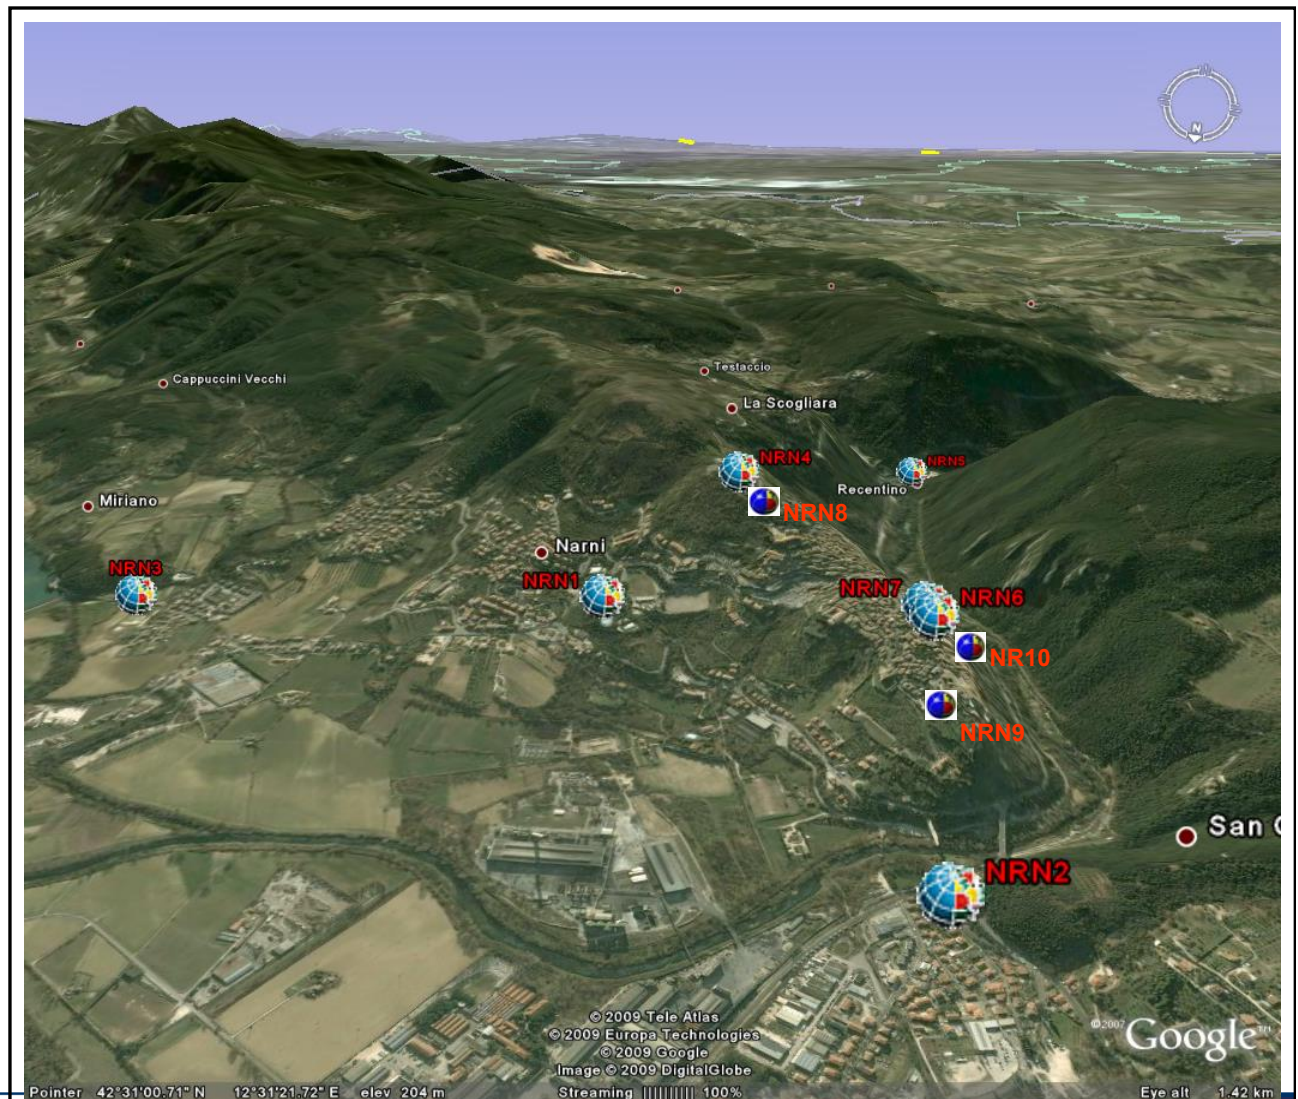 N
Testaccio
Cappuccini Vecchi
La Scogliara
NRN4
NRN5
Recentino
Miriano
NRN8
Narni
NRN3
NRN1
NRN7
NRN6
NR10
NRN9
San
NRN2
© 2009 Tele Atlas
© 2009 Europa Technologies
© 2009 Google
Image © 2009 DigitalGlobe
©2007 Google™
Pointer 42°31'00.71" N 12°31'21.72" E elev 204 m Streaming |||||||||| 100% Eye alt 1.42 km